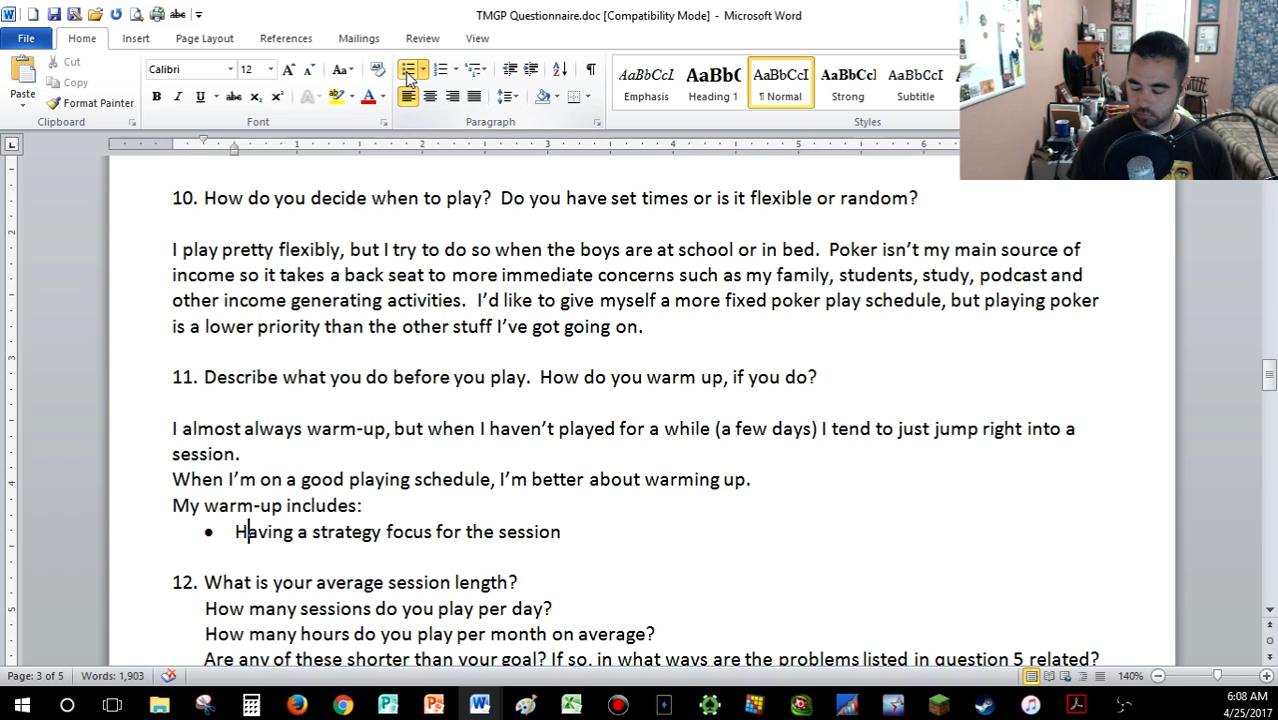 TMGP Questionnaire.doc [Compatibility Mode] - Microsoft Word
File Home Insert Page Layout References Mailings Review View
Paste
Cut
Copy
Format Painter
Clipboard
Calibri 12
Font
Paragraph
AaBbCcI AaBbC( AaBbCcI AaBbCc AaBbCcI
Emphasis Heading 1 ¶ Normal Strong Subtitle
Styles
1 2 3 4 5 6
10. How do you decide when to play? Do you have set times or is it flexible or random?
I play pretty flexibly, but I try to do so when the boys are at school or in bed. Poker isn’t my main source of
income so it takes a back seat to more immediate concerns such as my family, students, study, podcast and
other income generating activities. I’d like to give myself a more fixed poker play schedule, but playing poker
is a lower priority than the other stuff I’ve got going on.
11. Describe what you do before you play. How do you warm up, if you do?
I almost always warm-up, but when I haven’t played for a while (a few days) I tend to just jump right into a
session.
When I’m on a good playing schedule, I’m better about warming up.
My warm-up includes:
• Having a strategy focus for the session
12. What is your average session length?
How many sessions do you play per day?
How many hours do you play per month on average?
Are any of these shorter than your goal? If so, in what ways are the problems listed in question 5 related?
Page: 3 of 5 Words: 1,903 140%
6:08 AM
4/25/2017